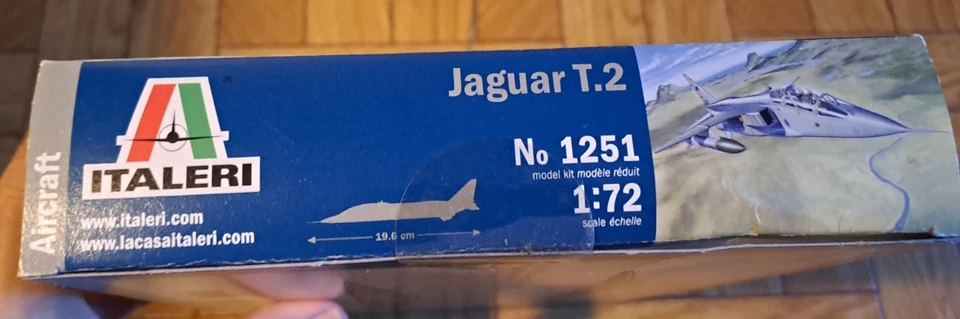 Aircraft
ITALERI
®
www.italeri.com
www.lacasaitaleri.com
19.6 cm
Jaguar T.2
No 1251
model kit modèle réduit
1:72
scale échelle